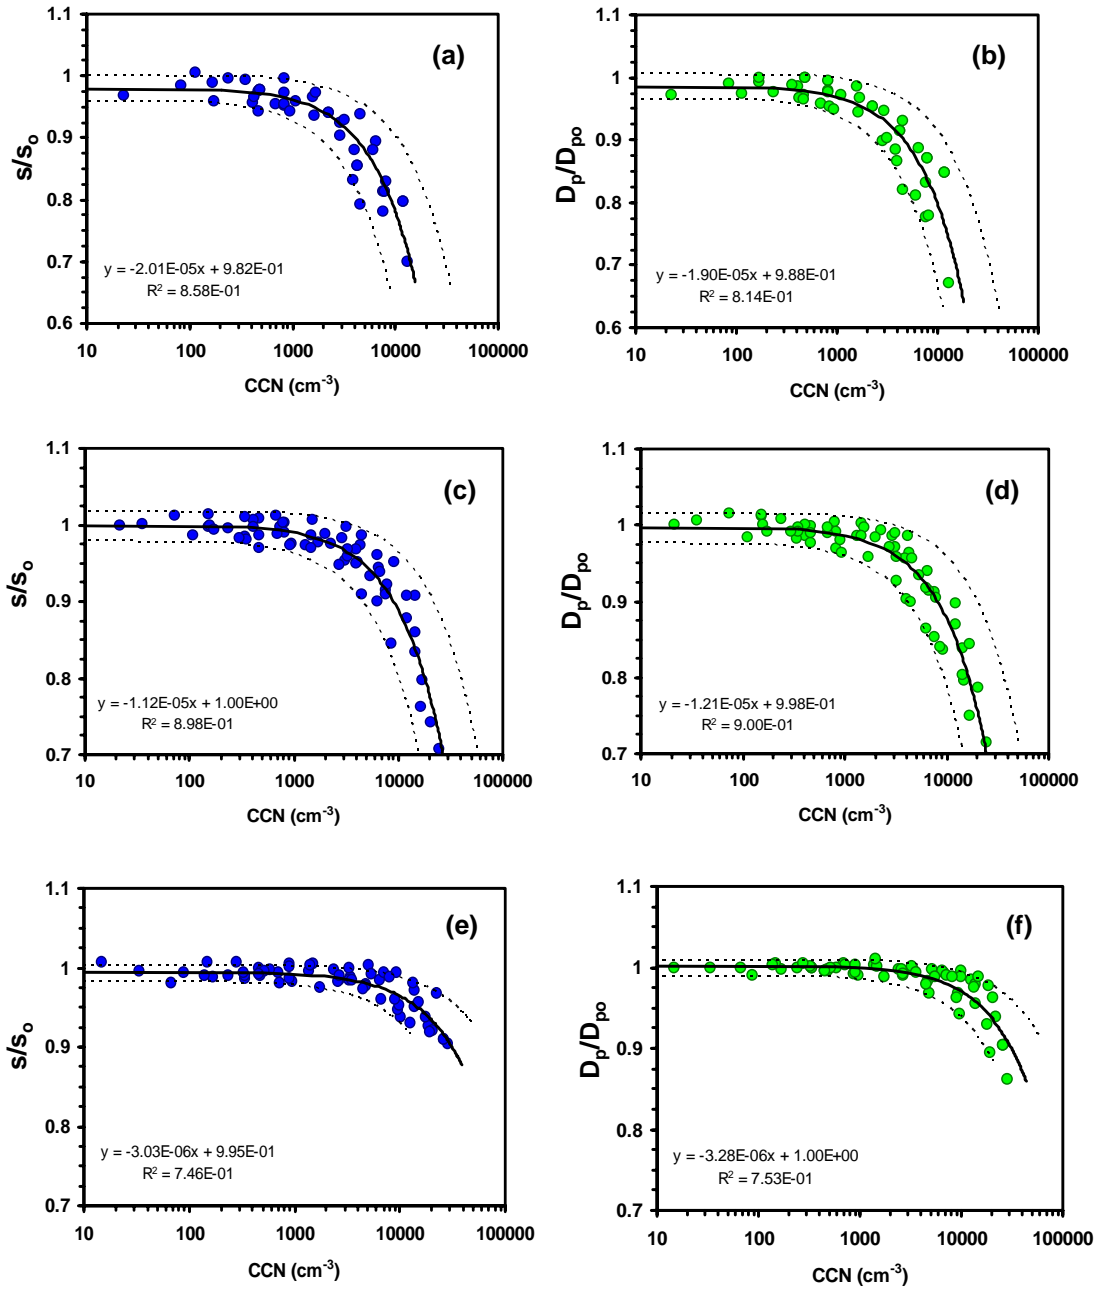 1.1
1
0.9
0.8
0.7
0.6
s/so
(a)
y = -2.01E-05x + 9.82E-01
R2 = 8.58E-01
10 100 1000 10000 100000
CCN (cm-3)
1.1
1
0.9
0.8
0.7
0.6
Dp/Dpo
(b)
y = -1.90E-05x + 9.88E-01
R2 = 8.14E-01
10 100 1000 10000 100000
CCN (cm-3)
1.1
1
0.9
0.8
0.7
s/so
(c)
y = -1.12E-05x + 1.00E+00
R2 = 8.98E-01
10 100 1000 10000 100000
CCN (cm-3)
1.1
1
0.9
0.8
0.7
Dp/Dpo
(d)
y = -1.21E-05x + 9.98E-01
R2 = 9.00E-01
10 100 1000 10000 100000
CCN (cm-3)
1.1
1
0.9
0.8
0.7
s/so
(e)
y = -3.03E-06x + 9.95E-01
R2 = 7.46E-01
10 100 1000 10000 100000
CCN (cm-3)
1.1
1
0.9
0.8
0.7
Dp/Dpo
(f)
y = -3.28E-06x + 1.00E+00
R2 = 7.53E-01
10 100 1000 10000 100000
CCN (cm-3)